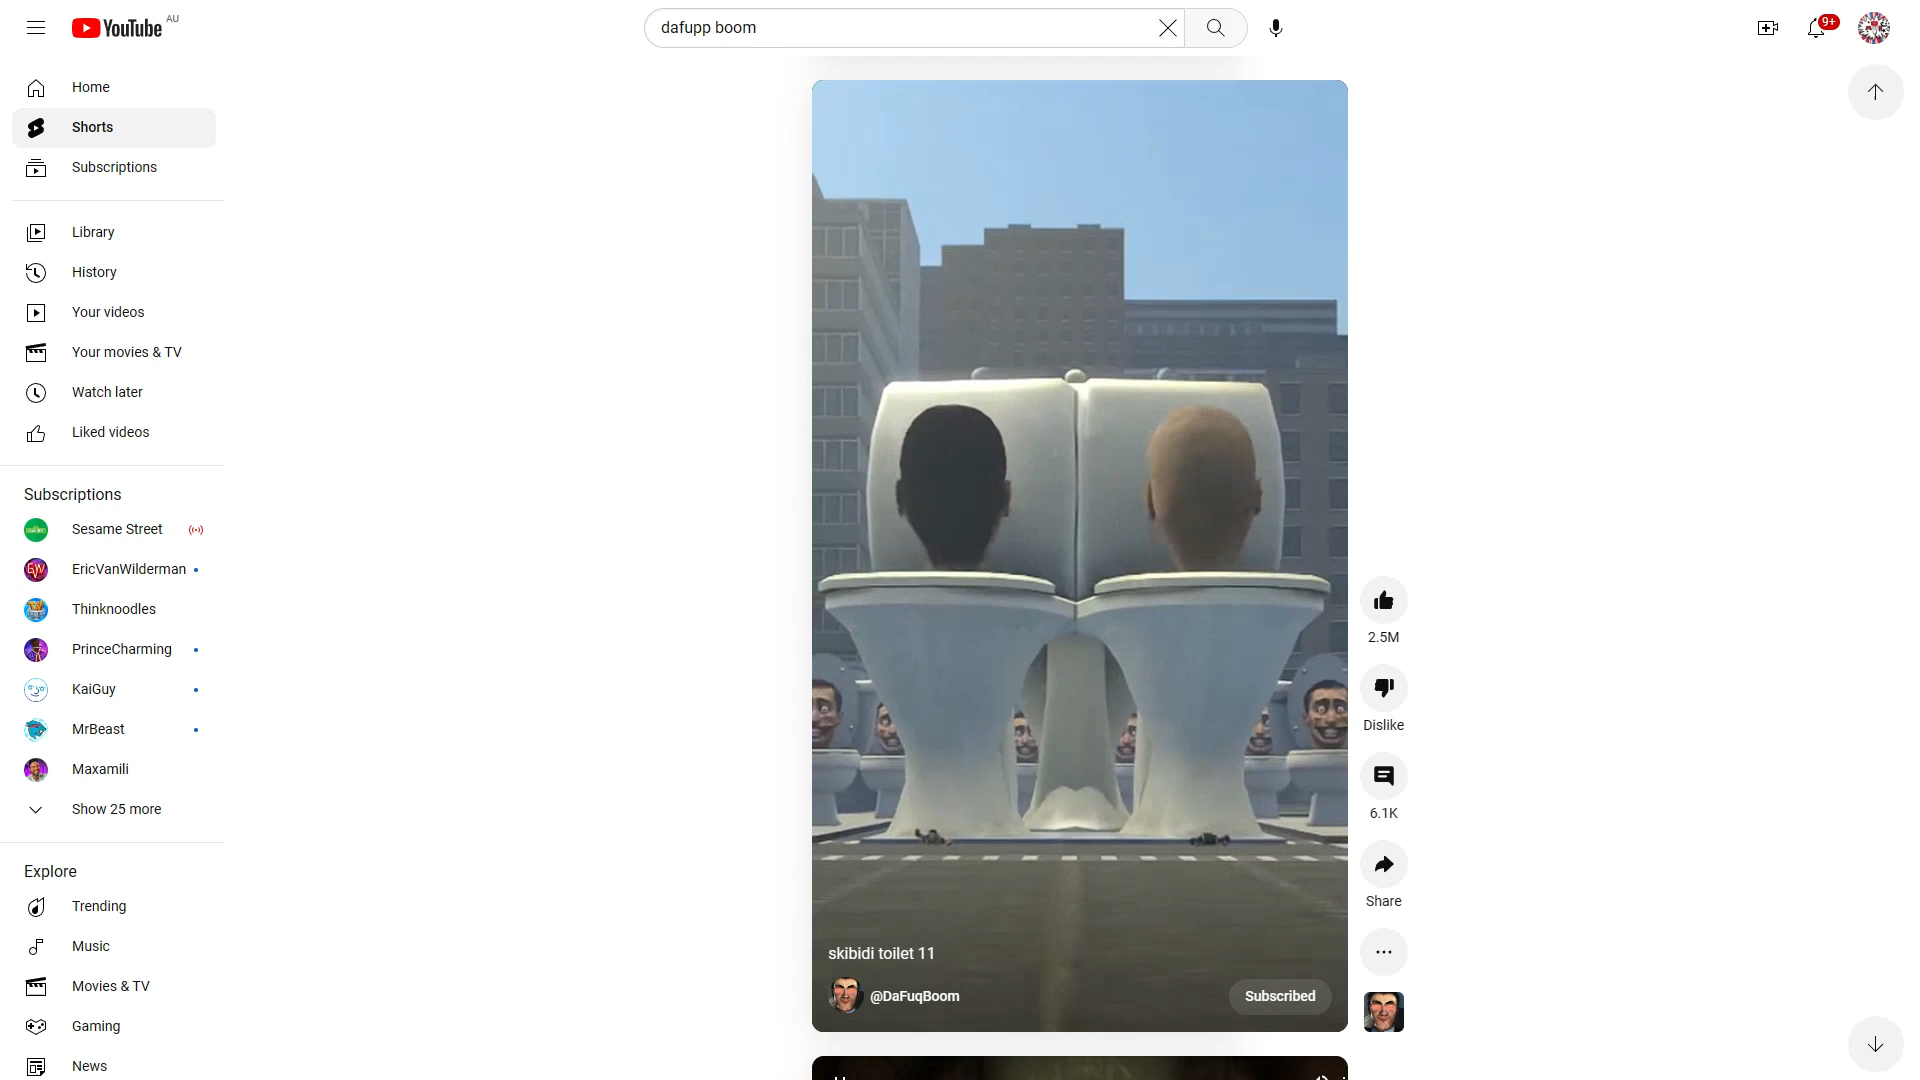 YouTube AU
dafupp boom
9+
Home
Shorts
Subscriptions
Library
History
Your videos
Your movies & TV
Watch later
Liked videos
Subscriptions
Sesame Street
EricVanWilderman
Thinknoodles
PrinceCharming
KaiGuy
MrBeast
Maxamili
Show 25 more
Explore
Trending
Music
Movies & TV
Gaming
News
skibidi toilet 11
@DaFuqBoom
Subscribed
2.5M
Dislike
6.1K
Share